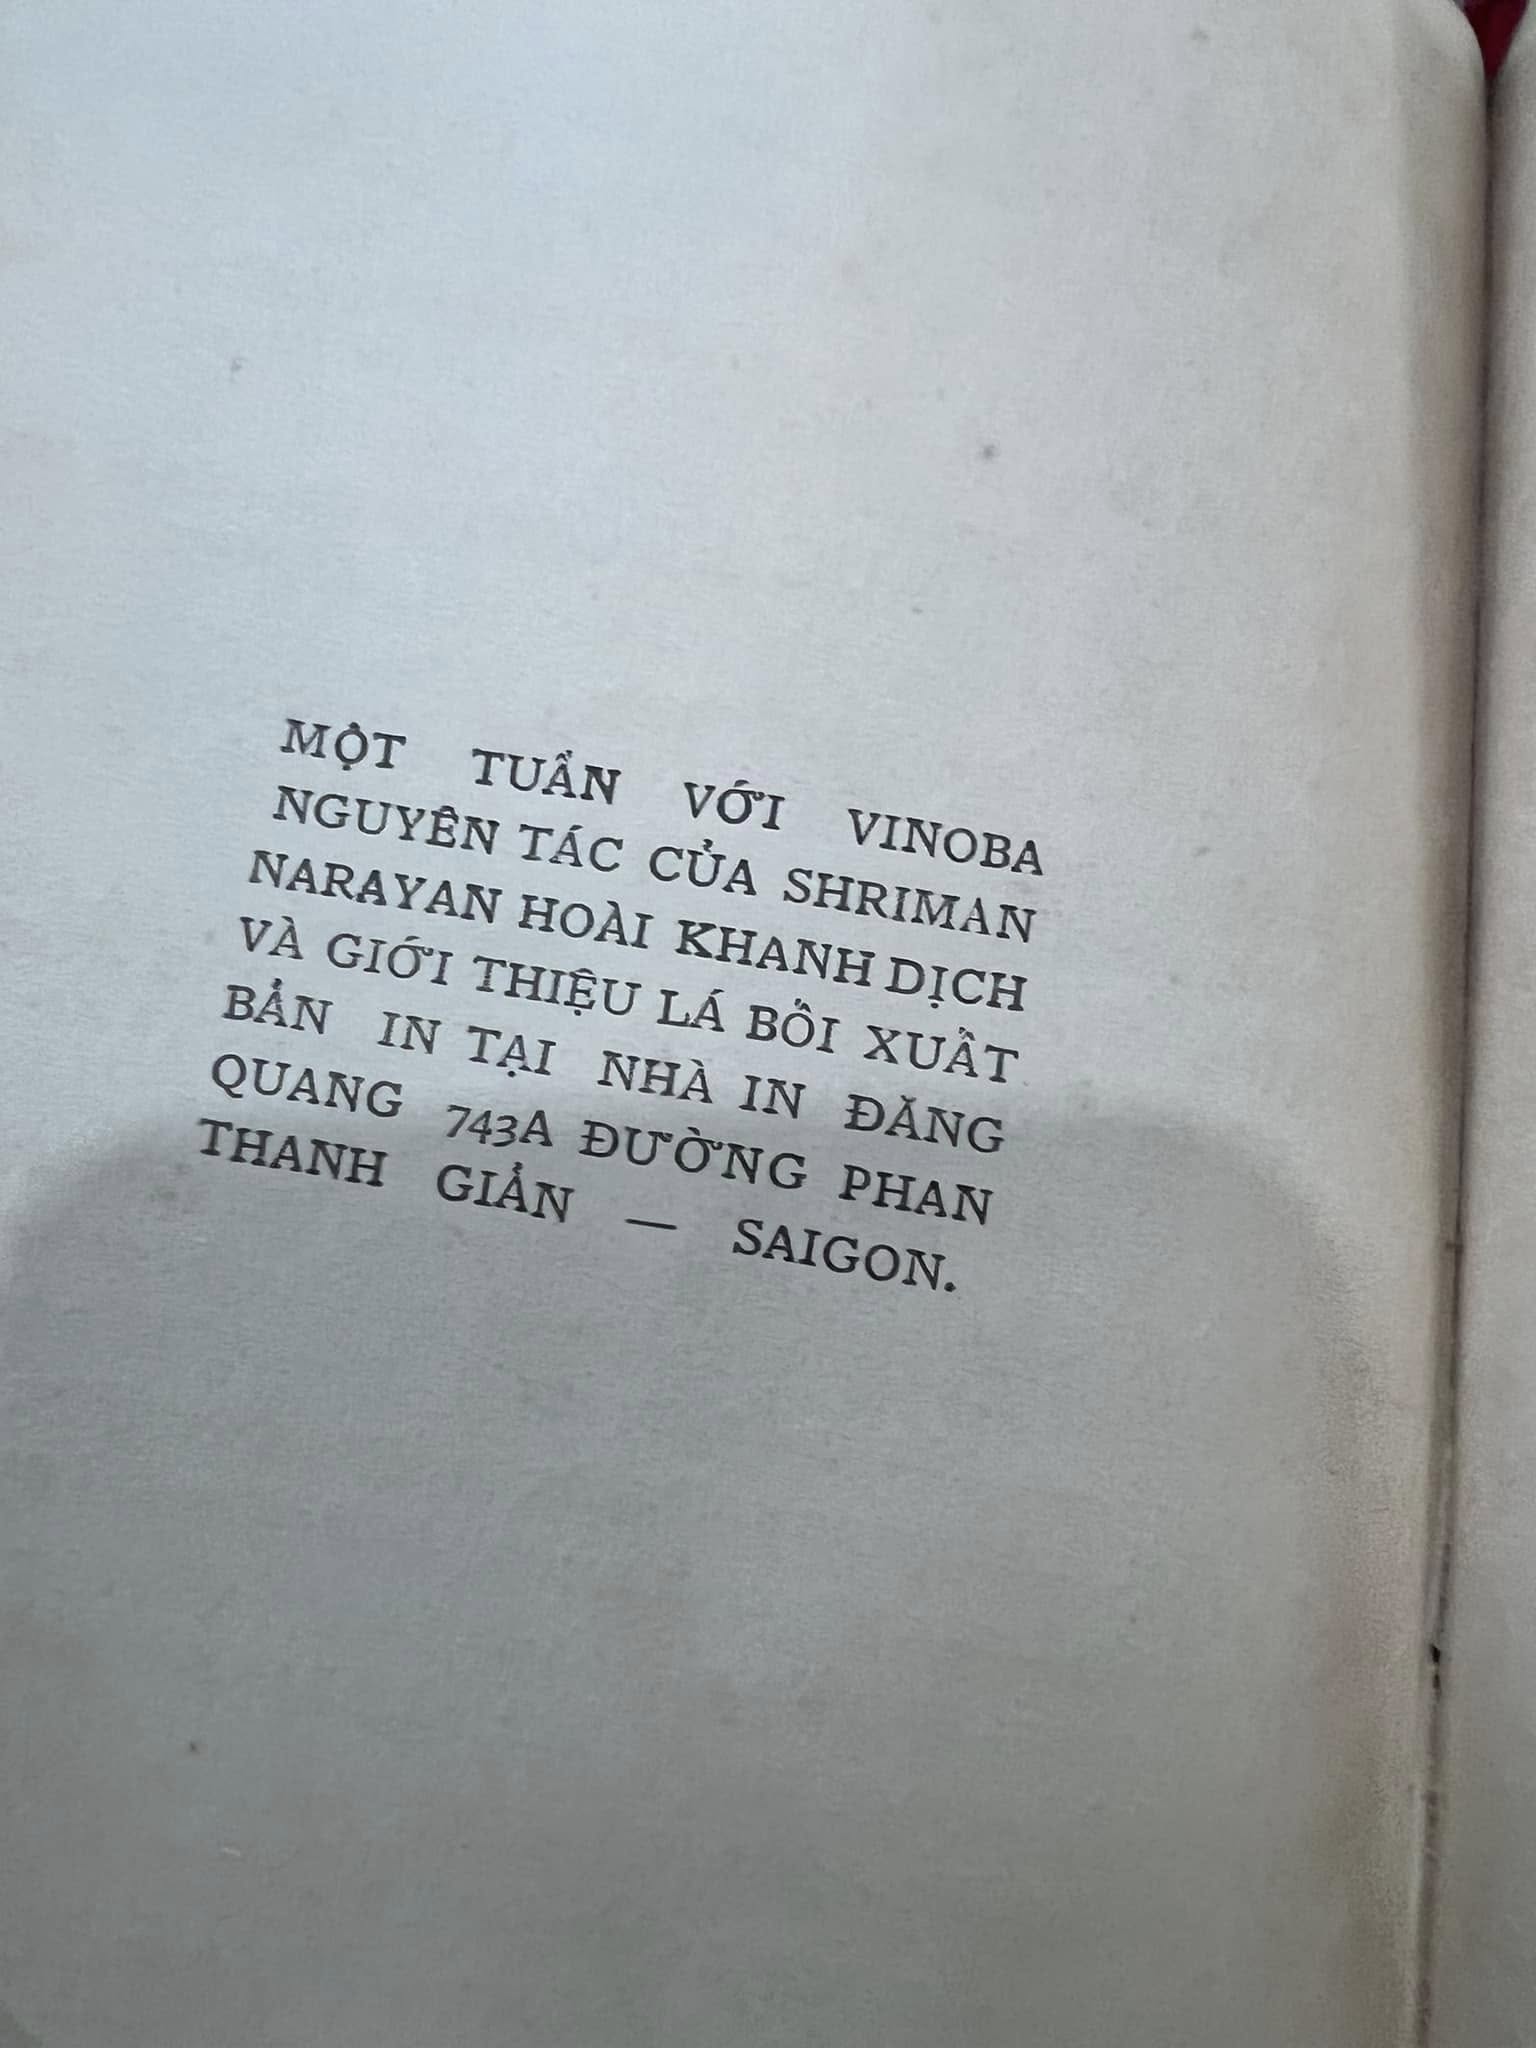 MỘT TUẦN VỚI VINOBA
NGUYÊN TÁC CỦA SHRIMAN
NARAYAN HOÀI KHANH DỊCH
VÀ GIỚI THIỆU LÁ BỐI XUẤT
BẢN IN TẠI NHÀ IN ĐĂNG
QUANG 743A ĐƯỜNG PHAN
THANH GIẢN — SAIGON.